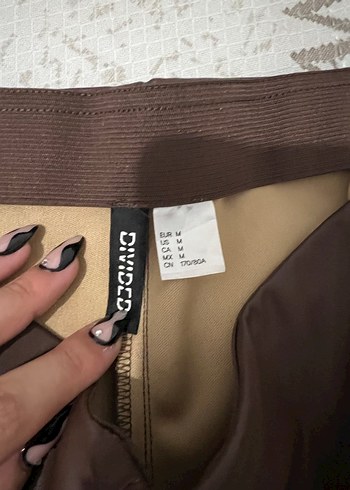 DIVIDED
EUR M
US M
CA M
MX M
CN 170/80A